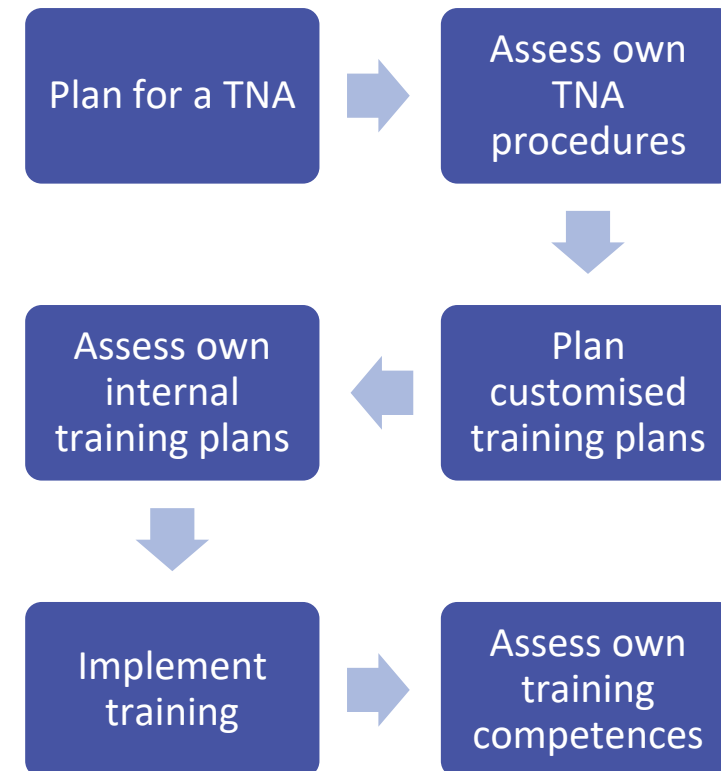 Plan for a TNA
Assess own
TNA
procedures
Assess own
internal
training plans
Plan
customised
training plans
Implement
training
Assess own
training
competences